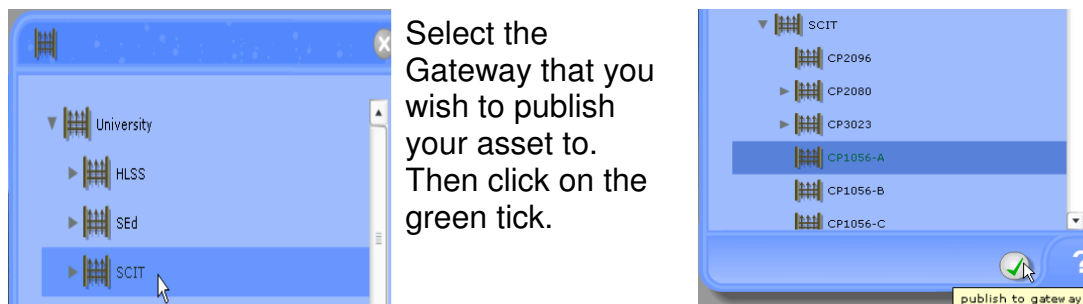 University
HLSS
SEd
SCIT
Select the
Gateway that you
wish to publish
your asset to.
Then click on the
green tick.
SCIT
CP2096
CP2080
CP3023
CP1056-A
CP1056-B
CP1056-C
?
publish to gateway